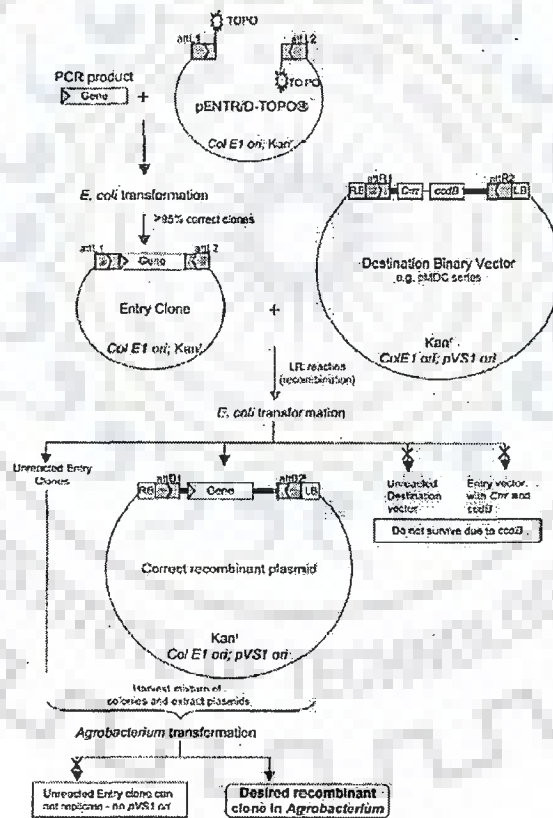 TOPO
attL1
attL2
PCR product
Gene
+
TOPO
pENTR/D-TOPO®
Col E1 ori; Kanʳ
E. coli transformation
>95% correct clones
attL1
attL2
Gene
Entry Clone
Col E1 ori; Kanʳ
+
attR1
attR2
RB
Cmʳ
ccdB
LB
Destination Binary Vector
e.g. pMDC series
Kanʳ
ColE1 ori; pVS1 ori
LR reaction
(recombination)
E. coli transformation
Unreacted Entry
Clones
attB1
attB2
RB
Gene
LB
Correct recombinant plasmid
Kanʳ
Col E1 ori; pVS1 ori
Unreacted
Destination
vector
Entry vector
with Cmʳ and
ccdB
Do not survive due to ccdB
Harvest mixture of
colonies and extract plasmids
Agrobacterium transformation
Unreacted Entry clone can
not replicate - no pVS1 ori
Desired recombinant
clone in Agrobacterium